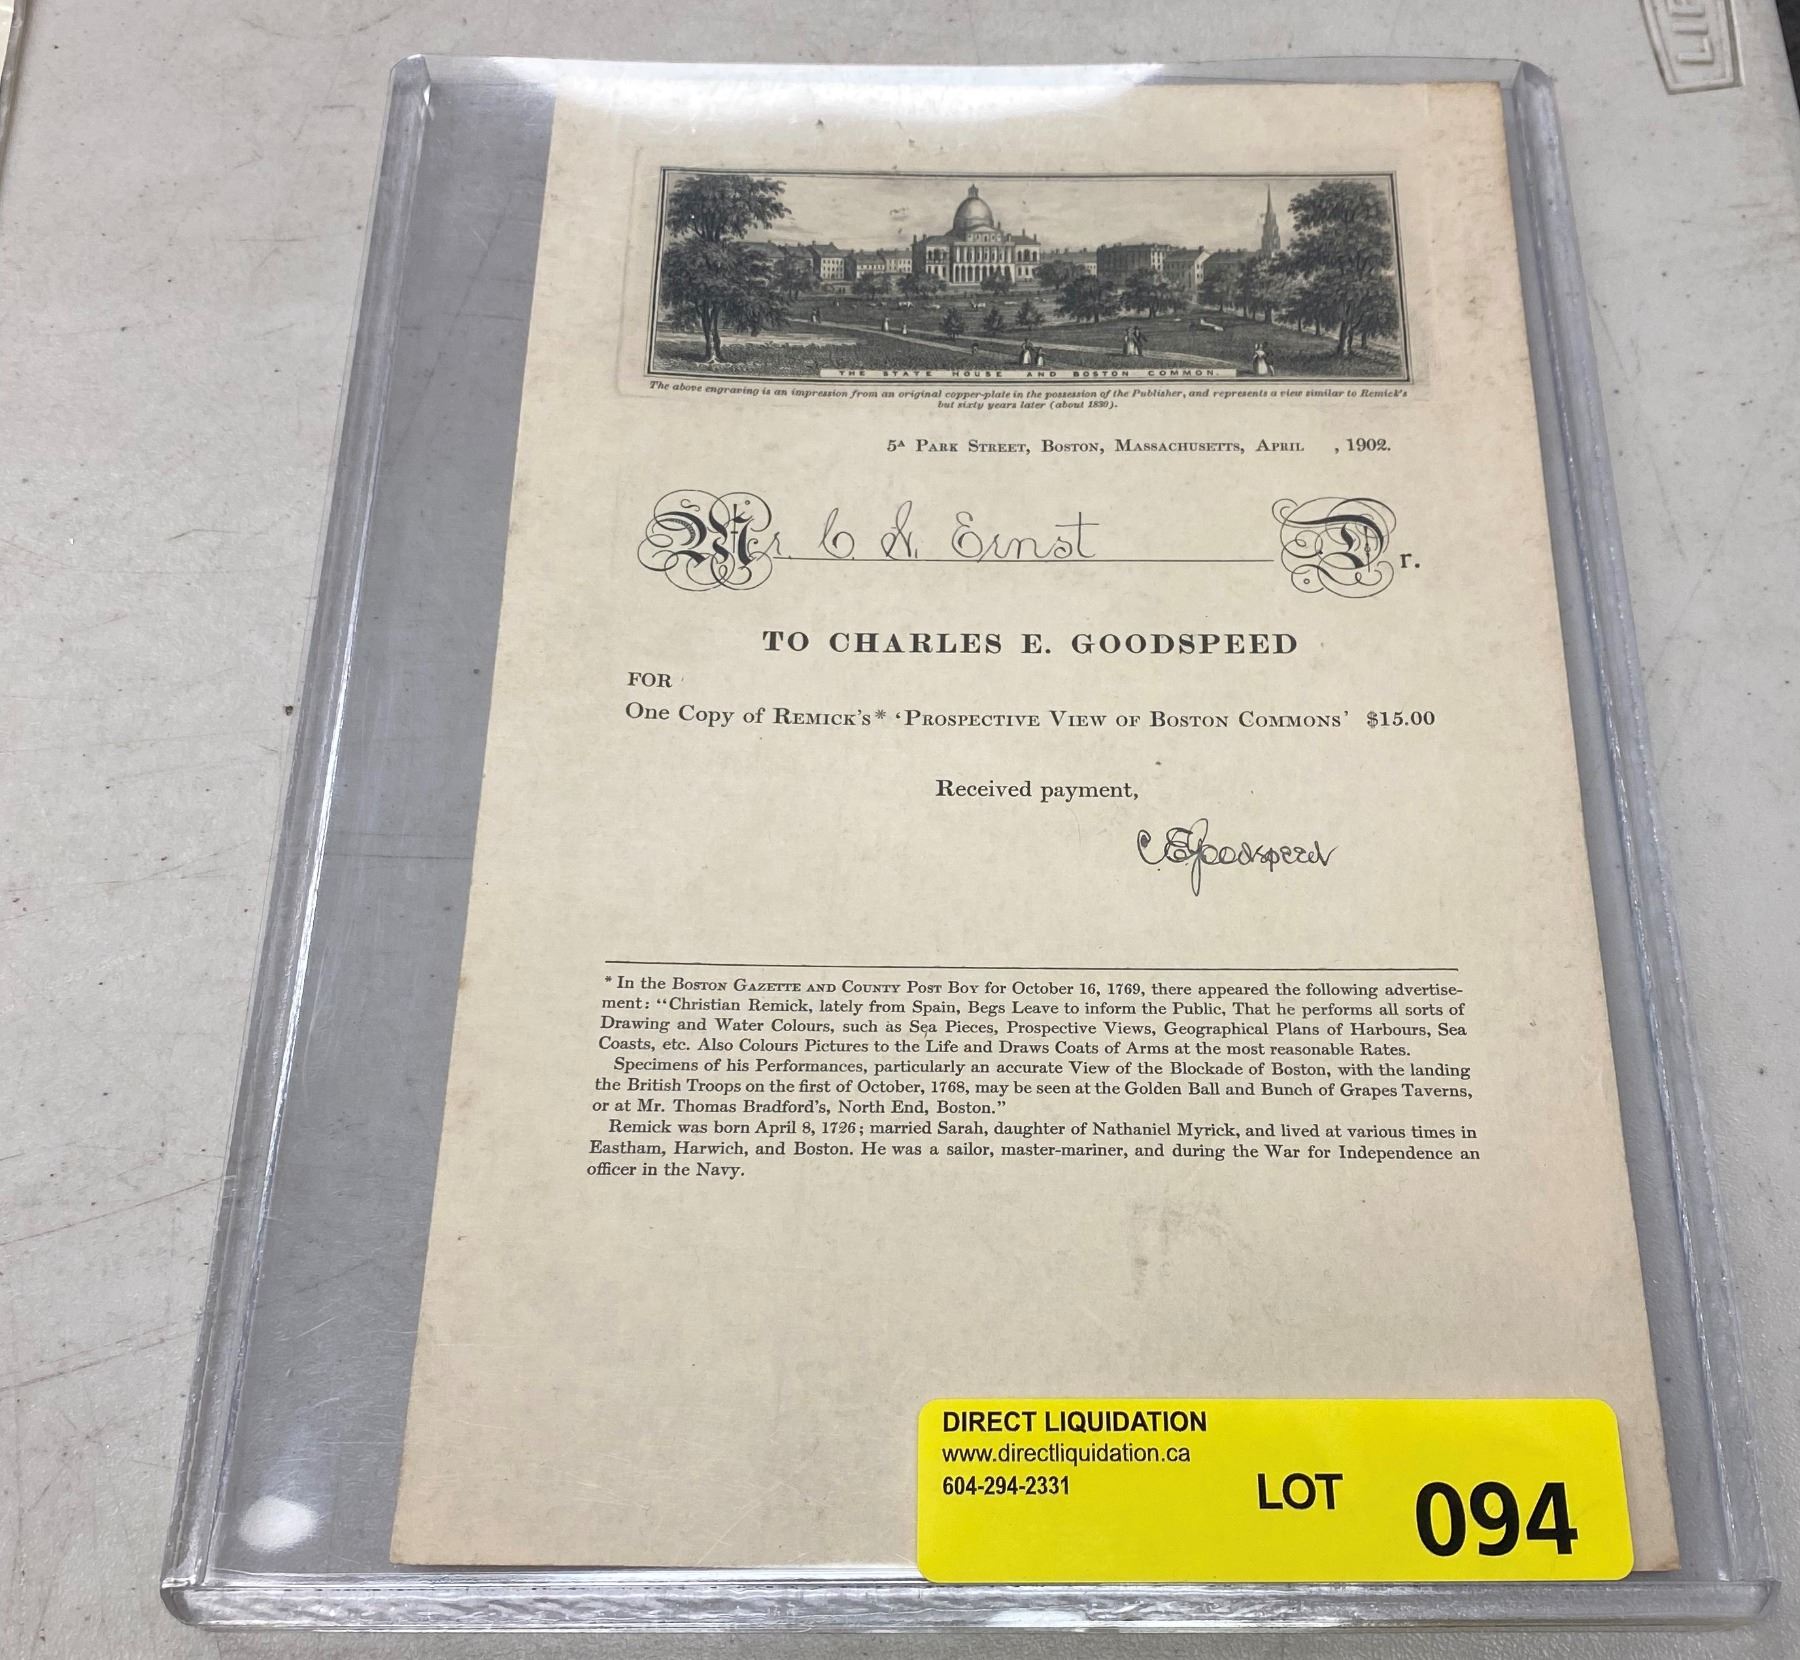 LIF
THE STATE HOUSE AND BOSTON COMMON.
The above engraving is an impression from an original copper-plate in the possession of the Publisher, and represents a view similar to Remick's
but sixty years later (about 1830).
5A Park Street, Boston, Massachusetts, April , 1902.
Mr. C. A. Ernst Dr.
TO CHARLES E. GOODSPEED
FOR
One Copy of Remick's* 'Prospective View of Boston Commons' $15.00
Received payment,
C.E. Goodspeed
* In the Boston Gazette and County Post Boy for October 16, 1769, there appeared the following advertise-
ment: "Christian Remick, lately from Spain, Begs Leave to inform the Public, That he performs all sorts of
Drawing and Water Colours, such as Sea Pieces, Prospective Views, Geographical Plans of Harbours, Sea
Coasts, etc. Also Colours Pictures to the Life and Draws Coats of Arms at the most reasonable Rates.
Specimens of his Performances, particularly an accurate View of the Blockade of Boston, with the landing
the British Troops on the first of October, 1768, may be seen at the Golden Ball and Bunch of Grapes Taverns,
or at Mr. Thomas Bradford's, North End, Boston."
Remick was born April 8, 1726; married Sarah, daughter of Nathaniel Myrick, and lived at various times in
Eastham, Harwich, and Boston. He was a sailor, master-mariner, and during the War for Independence an
officer in the Navy.
DIRECT LIQUIDATION
www.directliquidation.ca
604-294-2331
LOT 094